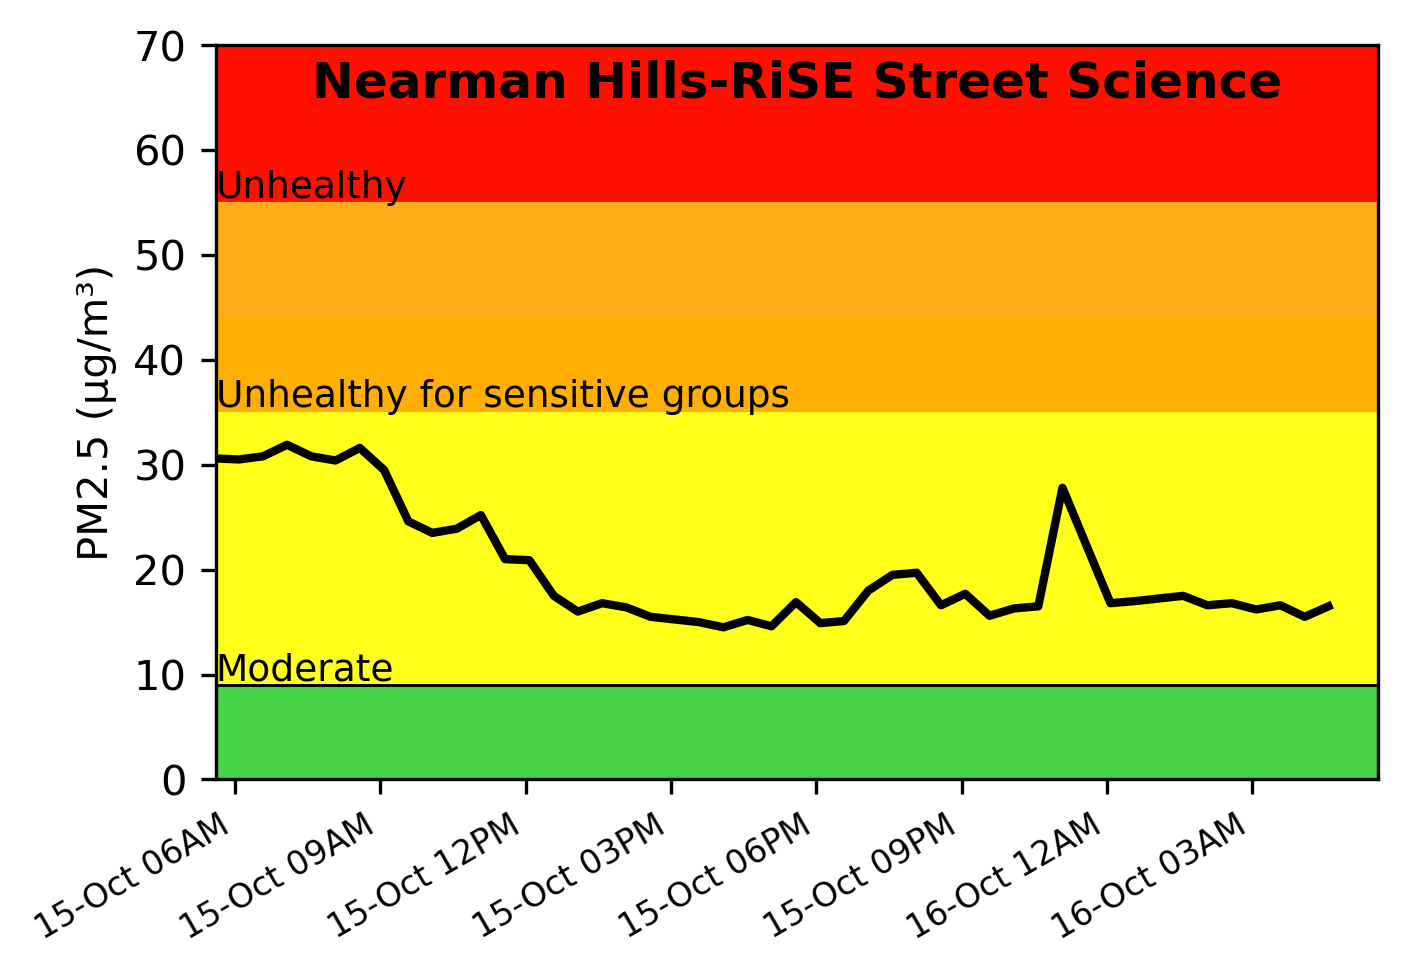 Nearman Hills-RiSE Street Science
70
60
50
40
30
20
10
0
PM2.5 (µg/m³)
Unhealthy
Unhealthy for sensitive groups
Moderate
15-Oct 06AM
15-Oct 09AM
15-Oct 12PM
15-Oct 03PM
15-Oct 06PM
15-Oct 09PM
16-Oct 12AM
16-Oct 03AM